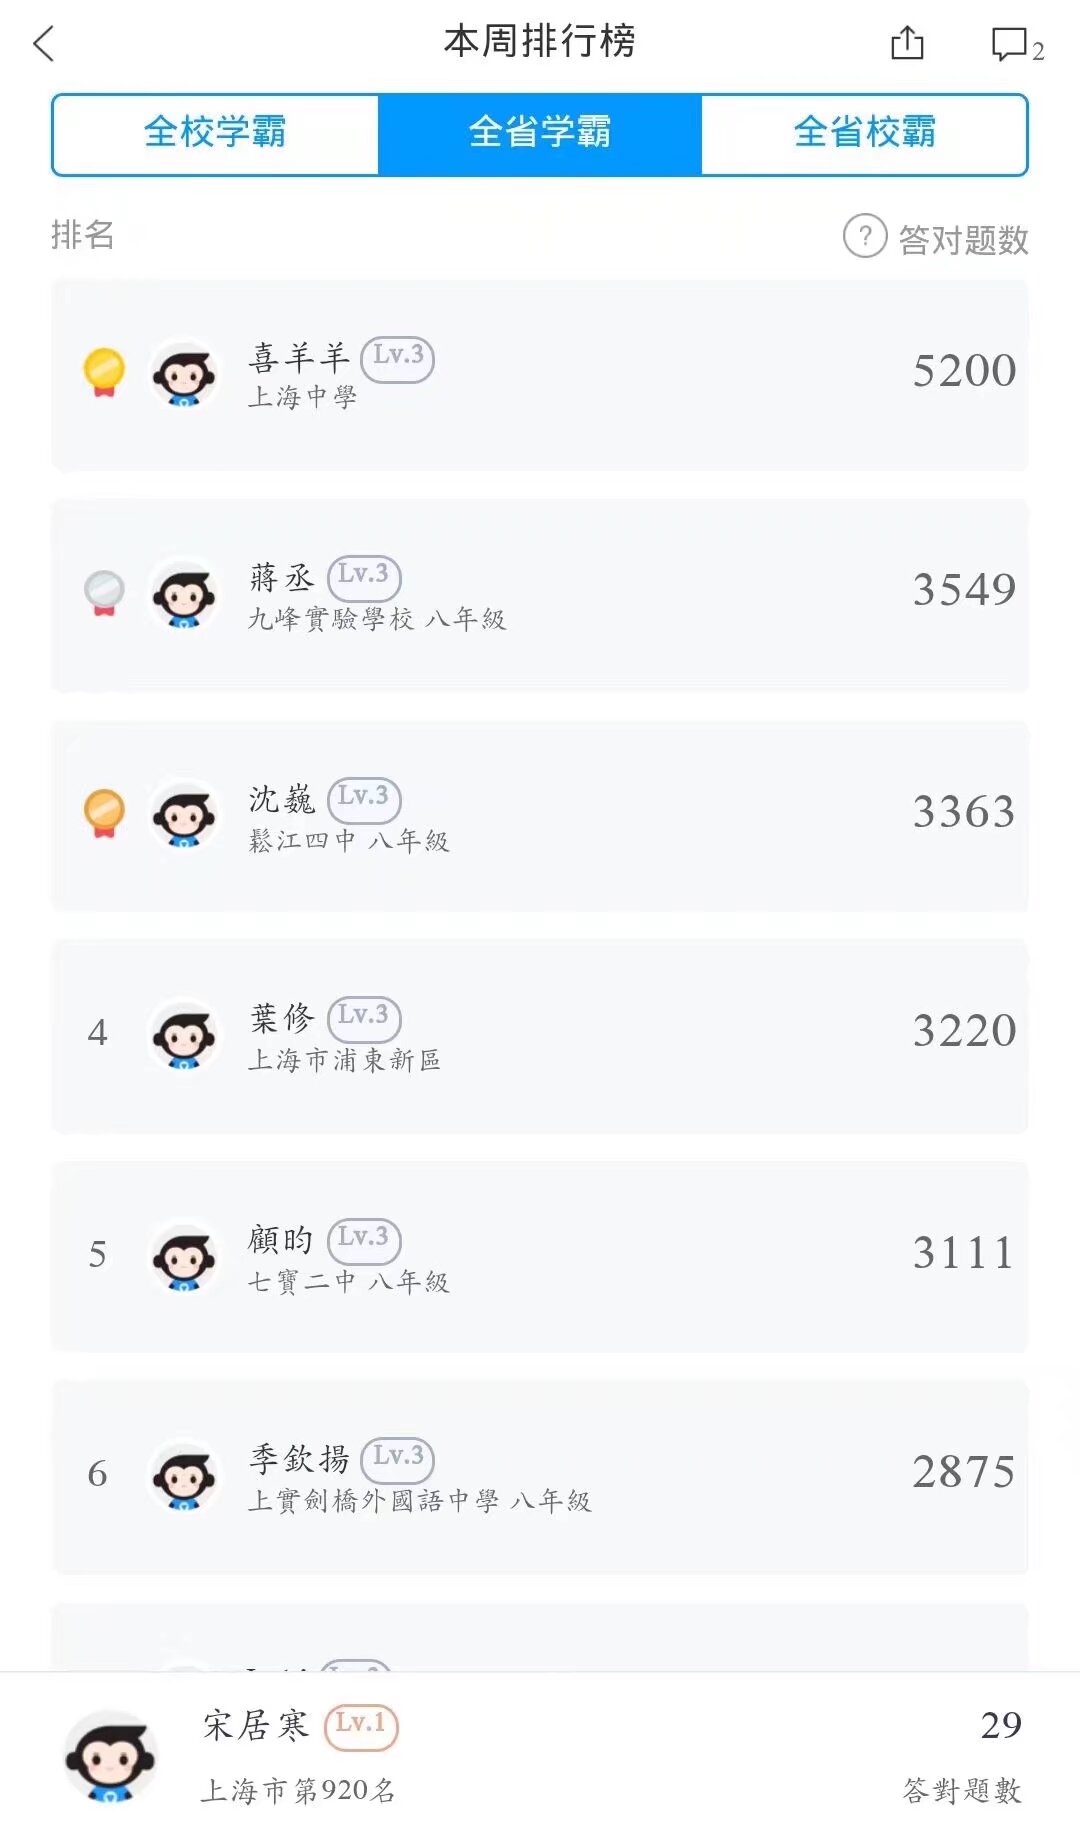 本周排行榜
2
全校学霸 全省学霸 全省校霸
排名 ? 答对题数
喜羊羊 Lv.3
上海中學
5200
蔣丞 Lv.3
九峰實驗學校 八年級
3549
沈巍 Lv.3
鬆江四中 八年級
3363
4
葉修 Lv.3
上海市浦東新區
3220
5
顧昀 Lv.3
七寶二中 八年級
3111
6
季欽揚 Lv.3
上實劍橋外國語中學 八年級
2875
宋居寒 Lv.1
29
上海市第920名
答對題數